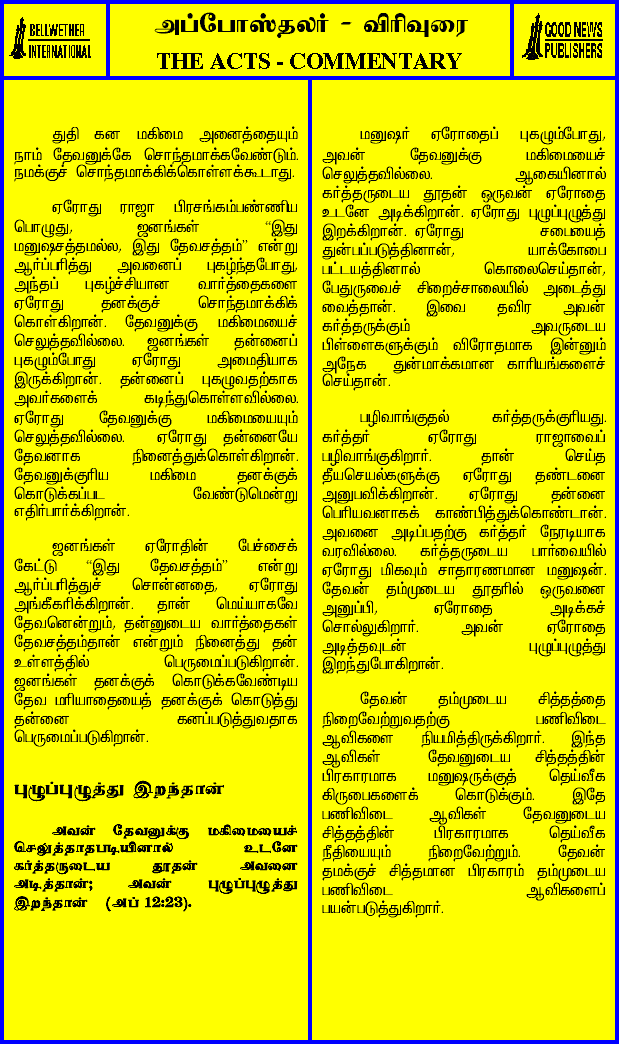 BELLWETHER
INTERNATIONAL
அப்போஸ்தலர் - விரிவுரை
THE ACTS - COMMENTARY
GOOD NEWS
PUBLISHERS
துதி கன மகிமை அனைத்தையும்
நாம் தேவனுக்கே சொந்தமாக்கவேண்டும்.
நமக்குச் சொந்தமாக்கிக்கொள்ளக்கூடாது.
ஏரோது ராஜா பிரசங்கம்பண்ணிய
பொழுது, ஜனங்கள் “இது
மனுஷசத்தமல்ல, இது தேவசத்தம்” என்று
ஆர்ப்பரித்து அவனைப் புகழ்ந்தபோது,
அந்தப் புகழ்ச்சியான வார்த்தைகளை
ஏரோது தனக்குச் சொந்தமாக்கிக்
கொள்கிறான். தேவனுக்கு மகிமையைச்
செலுத்தவில்லை. ஜனங்கள் தன்னைப்
புகழும்போது ஏரோது அமைதியாக
இருக்கிறான். தன்னைப் புகழுவதற்காக
அவர்களைக் கடிந்துகொள்ளவில்லை.
ஏரோது தேவனுக்கு மகிமையையும்
செலுத்தவில்லை. ஏரோது தன்னையே
தேவனாக நினைத்துக்கொள்கிறான்.
தேவனுக்குரிய மகிமை தனக்குக்
கொடுக்கப்பட வேண்டுமென்று
எதிர்பார்க்கிறான்.
ஜனங்கள் ஏரோதின் பேச்சைக்
கேட்டு “இது தேவசத்தம்” என்று
ஆர்ப்பரித்துச் சொன்னதை, ஏரோது
அங்கீகரிக்கிறான். தான் மெய்யாகவே
தேவனென்றும், தன்னுடைய வார்த்தைகள்
தேவசத்தம்தான் என்றும் நினைத்து தன்
உள்ளத்தில் பெருமைப்படுகிறான்.
ஜனங்கள் தனக்குக் கொடுக்கவேண்டிய
தேவ மரியாதையைத் தனக்குக் கொடுத்து
தன்னை கனப்படுத்துவதாக
பெருமைப்படுகிறான்.
புழுப்புழுத்து இறந்தான்
அவன் தேவனுக்கு மகிமையைச்
செலுத்தாதபடியினால் உடனே
கர்த்தருடைய தூதன் அவனை
அடித்தான்; அவன் புழுப்புழுத்து
இறந்தான் (அப் 12:23).
மனுஷர் ஏரோதைப் புகழும்போது,
அவன் தேவனுக்கு மகிமையைச்
செலுத்தவில்லை. ஆகையினால்
கர்த்தருடைய தூதன் ஒருவன் ஏரோதை
உடனே அடிக்கிறான். ஏரோது புழுப்புழுத்து
இறக்கிறான். ஏரோது சபையைத்
துன்பப்படுத்தினான், யாக்கோபை
பட்டயத்தினால் கொலைசெய்தான்,
பேதுருவைச் சிறைச்சாலையில் அடைத்து
வைத்தான். இவை தவிர அவன்
கர்த்தருக்கும் அவருடைய
பிள்ளைகளுக்கும் விரோதமாக இன்னும்
அநேக துன்மார்க்கமான காரியங்களைச்
செய்தான்.
பழிவாங்குதல் கர்த்தருக்குரியது.
கர்த்தர் ஏரோது ராஜாவைப்
பழிவாங்குகிறார். தான் செய்த
தீயசெயல்களுக்கு ஏரோது தண்டனை
அனுபவிக்கிறான். ஏரோது தன்னை
பெரியவனாகக் காண்பித்துக்கொண்டான்.
அவனை அடிப்பதற்கு கர்த்தர் நேரடியாக
வரவில்லை. கர்த்தருடைய பார்வையில்
ஏரோது மிகவும் சாதாரணமான மனுஷன்.
தேவன் தம்முடைய தூதரில் ஒருவனை
அனுப்பி, ஏரோதை அடிக்கச்
சொல்லுகிறார். அவன் ஏரோதை
அடித்தவுடன் புழுப்புழுத்து
இறந்துபோகிறான்.
தேவன் தம்முடைய சித்தத்தை
நிறைவேற்றுவதற்கு பணிவிடை
ஆவிகளை நியமித்திருக்கிறார். இந்த
ஆவிகள் தேவனுடைய சித்தத்தின்
பிரகாரமாக மனுஷருக்குத் தெய்வீக
கிருபைகளைக் கொடுக்கும். இதே
பணிவிடை ஆவிகள் தேவனுடைய
சித்தத்தின் பிரகாரமாக தெய்வீக
நீதியையும் நிறைவேற்றும். தேவன்
தமக்குச் சித்தமான பிரகாரம் தம்முடைய
பணிவிடை ஆவிகளைப்
பயன்படுத்துகிறார்.